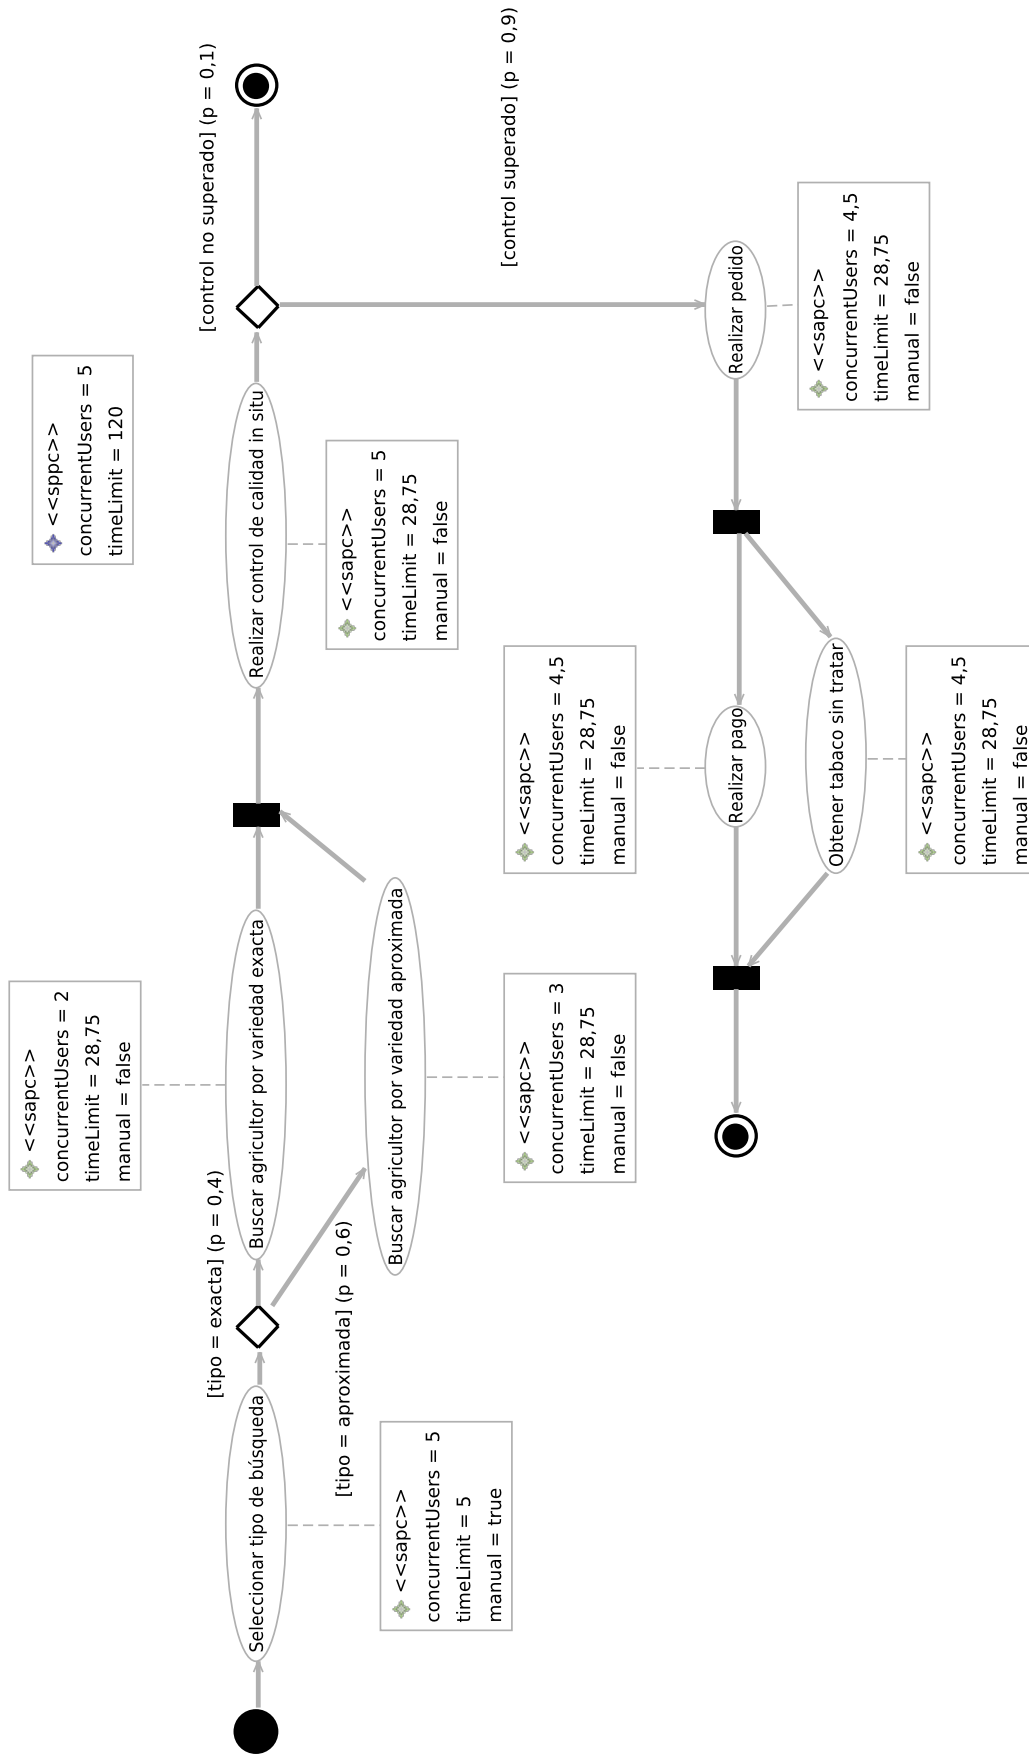 <<sppc>>
concurrentUsers = 5
timeLimit = 120
[control no superado] (p = 0,1)
[control superado] (p = 0,9)
Seleccionar tipo de búsqueda
<<sapc>>
concurrentUsers = 5
timeLimit = 5
manual = true
[tipo = exacta] (p = 0,4)
[tipo = aproximada] (p = 0,6)
<<sapc>>
concurrentUsers = 2
timeLimit = 28,75
manual = false
Buscar agricultor por variedad exacta
Buscar agricultor por variedad aproximada
<<sapc>>
concurrentUsers = 3
timeLimit = 28,75
manual = false
Realizar control de calidad in situ
<<sapc>>
concurrentUsers = 5
timeLimit = 28,75
manual = false
Realizar pedido
<<sapc>>
concurrentUsers = 4,5
timeLimit = 28,75
manual = false
<<sapc>>
concurrentUsers = 4,5
timeLimit = 28,75
manual = false
Realizar pago
Obtener tabaco sin tratar
<<sapc>>
concurrentUsers = 4,5
timeLimit = 28,75
manual = false